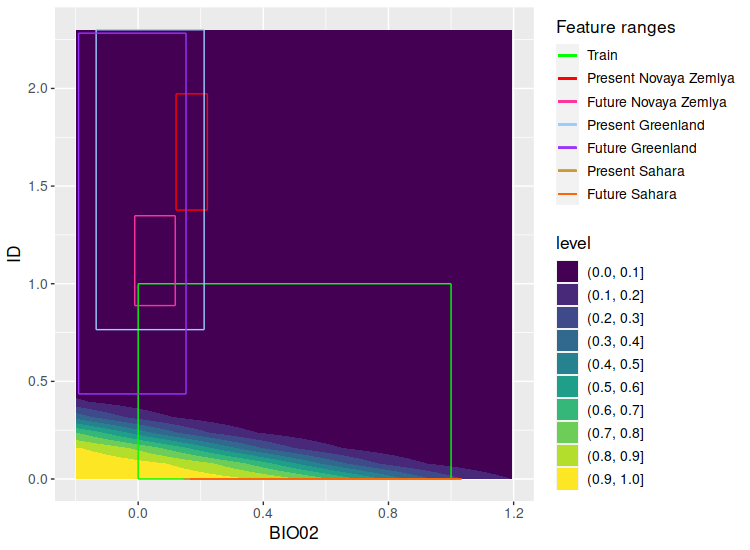 Feature ranges
Train
Present Novaya Zemlya
Future Novaya Zemlya
Present Greenland
Future Greenland
Present Sahara
Future Sahara
level
(0.0, 0.1]
(0.1, 0.2]
(0.2, 0.3]
(0.3, 0.4]
(0.4, 0.5]
(0.5, 0.6]
(0.6, 0.7]
(0.7, 0.8]
(0.8, 0.9]
(0.9, 1.0]
ID
2.0
1.5
1.0
0.5
0.0
0.0 0.4 0.8 1.2
BIO02